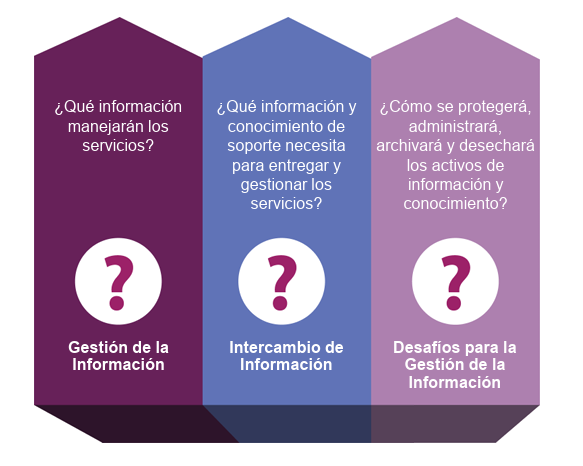 ¿Qué información
manejarán los
servicios?
¿Qué información y
conocimiento de
soporte necesita
para entregar y
gestionar los
servicios?
¿Cómo se protegerá,
administrará,
archivará y desechará
los activos de
información y
conocimiento?
?
?
?
Gestión de la
Información
Intercambio de
Información
Desafíos para la
Gestión de la
Información